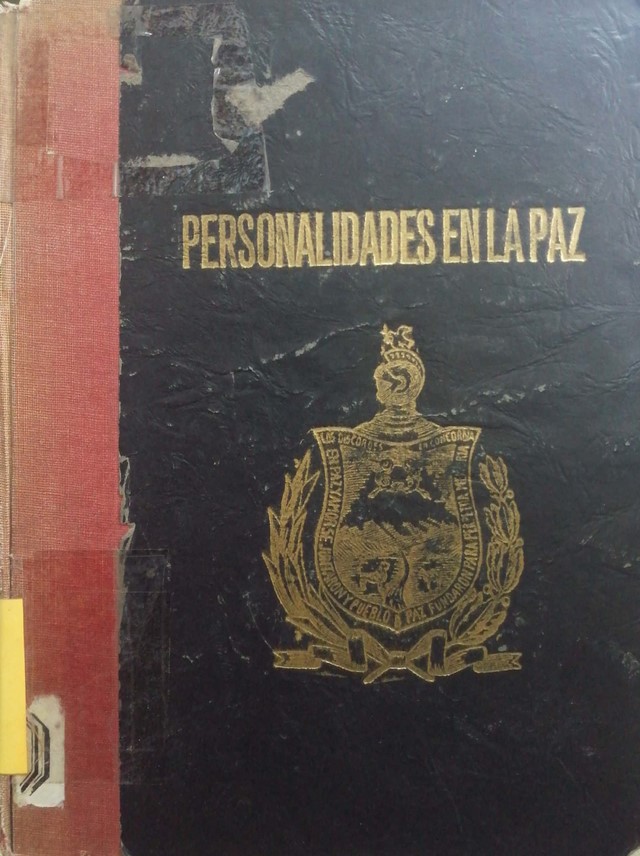 PERSONALIDADES EN LA PAZ
LOS DISCORDES EN CONCORDIA
EN PAZ Y AMOR SE JUNTARON Y PUEBLO D PAZ FUNDARON PARA PERPETUA MEMORIA